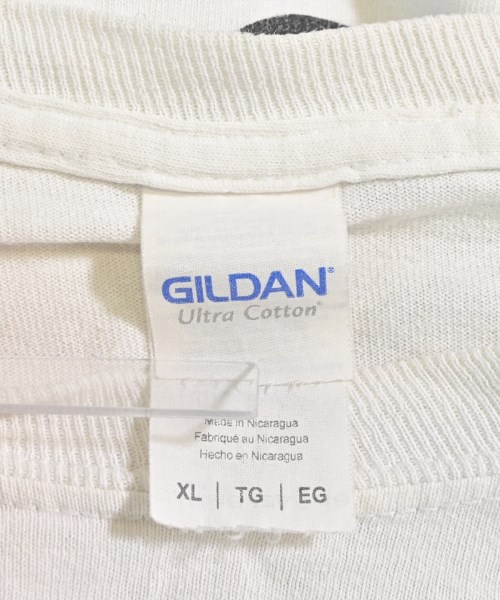 GILDAN®
Ultra Cotton®
Made in Nicaragua
Fabriqué au Nicaragua
Hecho en Nicaragua
XL | TG | EG